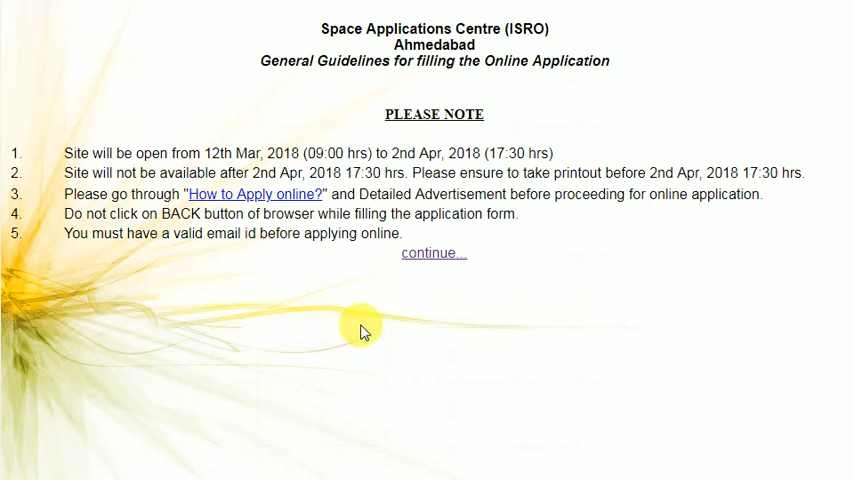 Space Applications Centre (ISRO)
Ahmedabad
General Guidelines for filling the Online Application
PLEASE NOTE
1. Site will be open from 12th Mar, 2018 (09:00 hrs) to 2nd Apr, 2018 (17:30 hrs)
2. Site will not be available after 2nd Apr, 2018 17:30 hrs. Please ensure to take printout before 2nd Apr, 2018 17:30 hrs.
3. Please go through "How to Apply online?" and Detailed Advertisement before proceeding for online application.
4. Do not click on BACK button of browser while filling the application form.
5. You must have a valid email id before applying online.
continue...